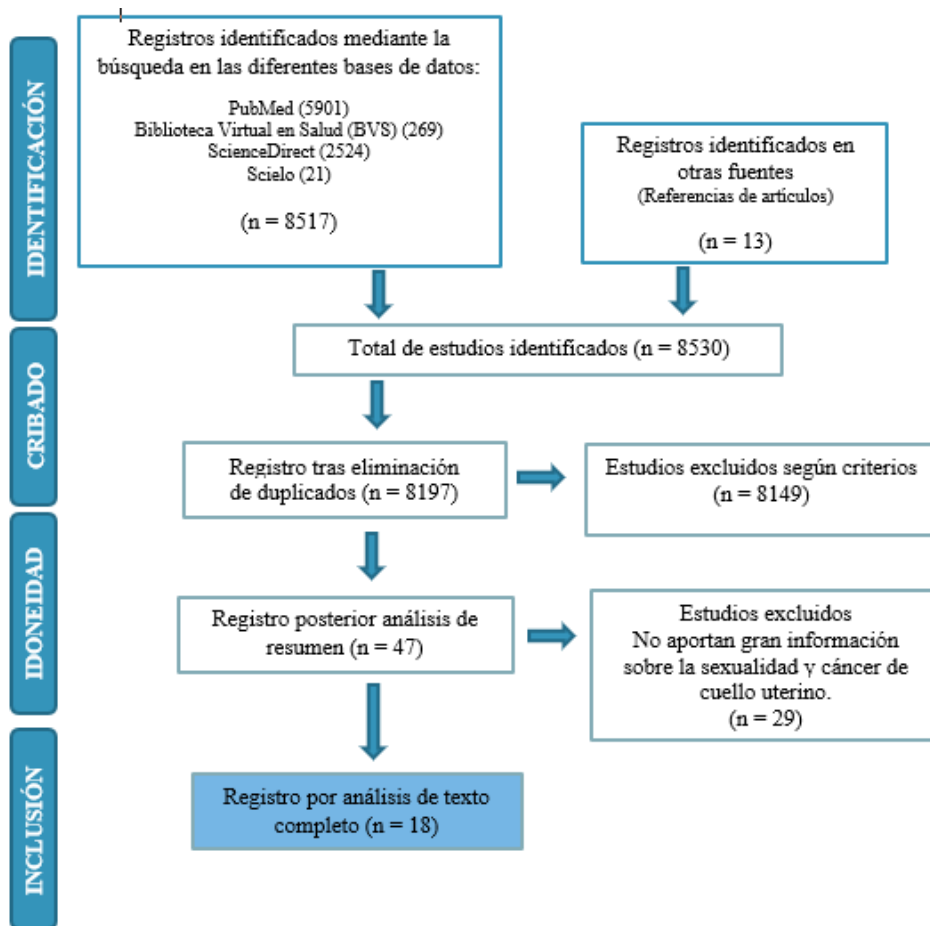 IDENTIFICACIÓN
Registros identificados mediante la
búsqueda en las diferentes bases de datos:
PubMed (5901)
Biblioteca Virtual en Salud (BVS) (269)
ScienceDirect (2524)
Scielo (21)
(n = 8517)
Registros identificados en
otras fuentes
(Referencias de artículos)
(n = 13)
CRIBADO
Total de estudios identificados (n = 8530)
Registro tras eliminación
de duplicados (n = 8197)
Estudios excluidos según criterios
(n = 8149)
IDONEIDAD
Registro posterior análisis de
resumen (n = 47)
Estudios excluidos
No aportan gran información
sobre la sexualidad y cáncer de
cuello uterino.
(n = 29)
INCLUSIÓN
Registro por análisis de texto
completo (n = 18)